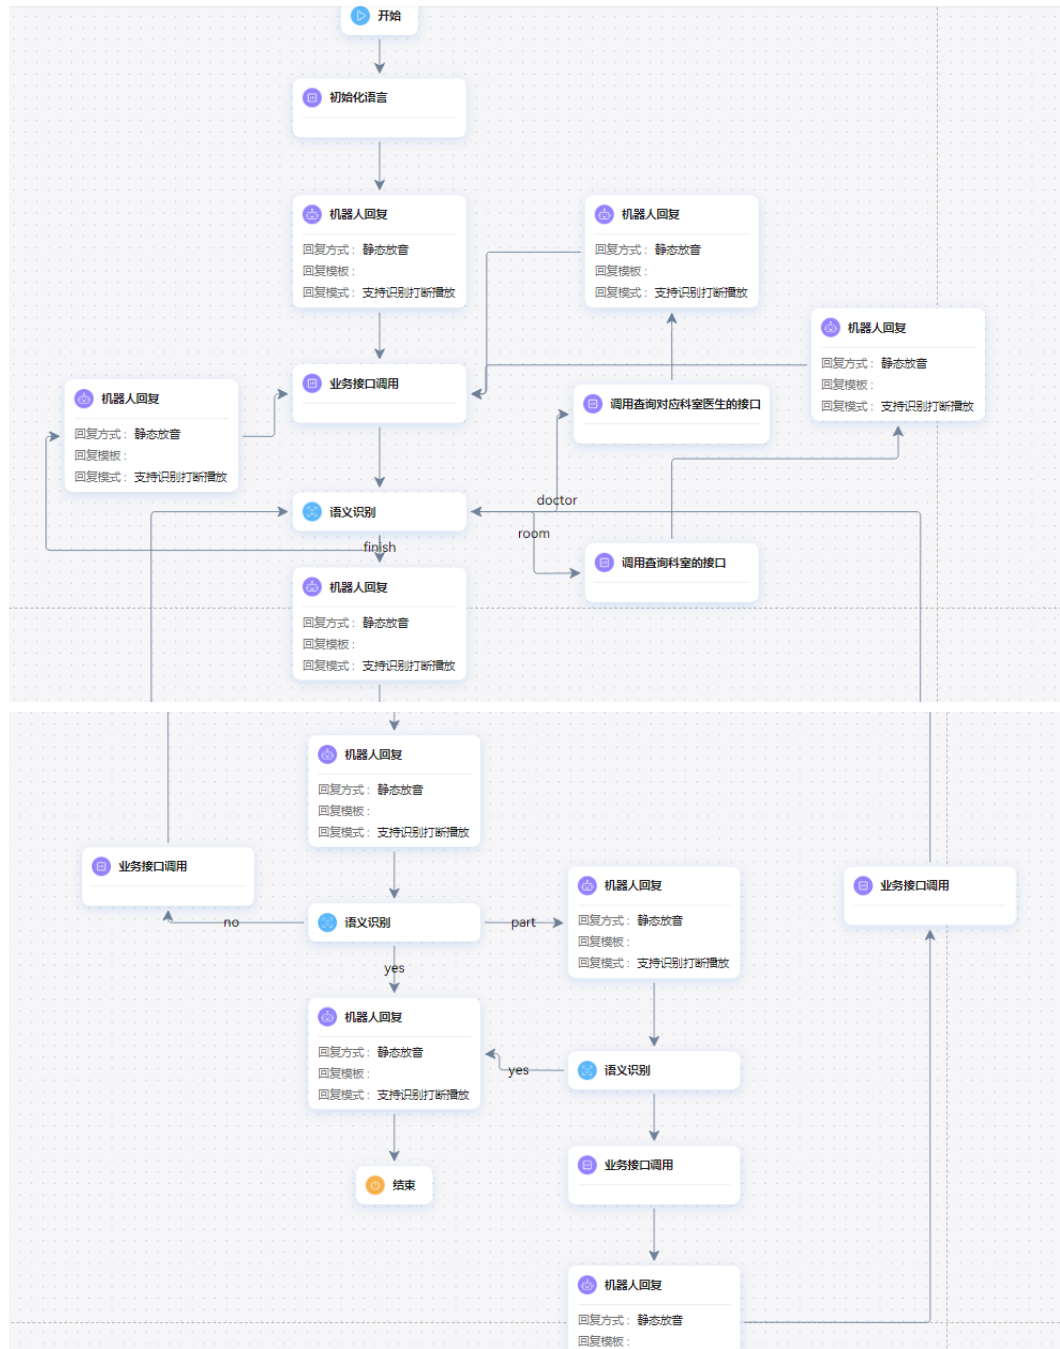 开始
初始化语言
机器人回复
回复方式：静态放音
回复模板：
回复模式：支持识别打断播放
机器人回复
回复方式：静态放音
回复模板：
回复模式：支持识别打断播放
机器人回复
回复方式：静态放音
回复模板：
回复模式：支持识别打断播放
业务接口调用
机器人回复
回复方式：静态放音
回复模板：
回复模式：支持识别打断播放
调用查询对应科室医生的接口
doctor
语义识别
room
finish
调用查询科室的接口
机器人回复
回复方式：静态放音
回复模板：
回复模式：支持识别打断播放
机器人回复
回复方式：静态放音
回复模板：
回复模式：支持识别打断播放
业务接口调用
机器人回复
回复方式：静态放音
回复模板：
回复模式：支持识别打断播放
业务接口调用
no
语义识别
part
yes
机器人回复
回复方式：静态放音
回复模板：
回复模式：支持识别打断播放
yes
语义识别
业务接口调用
结束
机器人回复
回复方式：静态放音
回复模板：